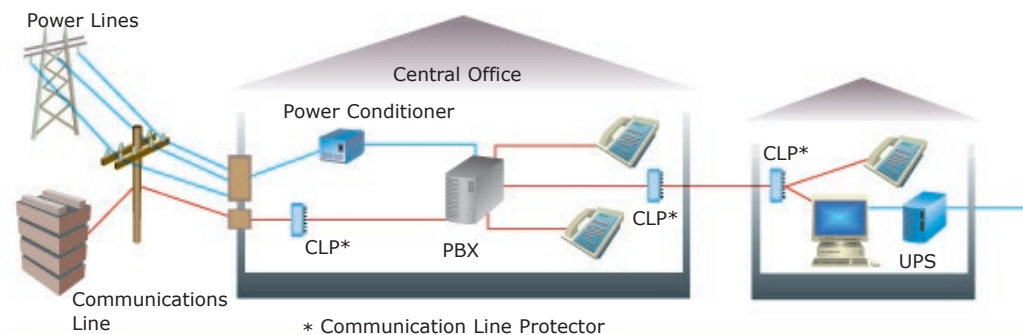 Power Lines
Central Office
Power Conditioner
CLP*
CLP*
CLP*
PBX
UPS
Communications
Line
* Communication Line Protector